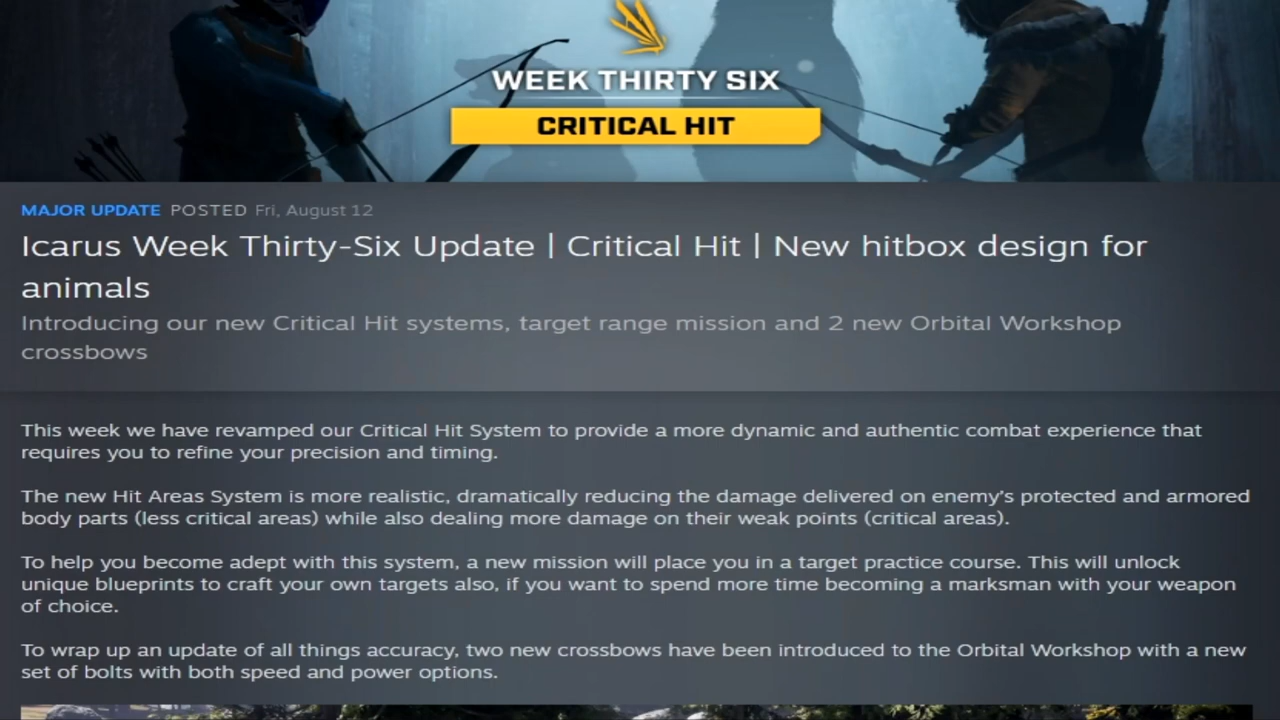 WEEK THIRTY SIX
CRITICAL HIT
MAJOR UPDATE POSTED Fri, August 12
Icarus Week Thirty-Six Update | Critical Hit | New hitbox design for
animals
Introducing our new Critical Hit systems, target range mission and 2 new Orbital Workshop
crossbows
This week we have revamped our Critical Hit System to provide a more dynamic and authentic combat experience that
requires you to refine your precision and timing.
The new Hit Areas System is more realistic, dramatically reducing the damage delivered on enemy's protected and armored
body parts (less critical areas) while also dealing more damage on their weak points (critical areas).
To help you become adept with this system, a new mission will place you in a target practice course. This will unlock
unique blueprints to craft your own targets also, if you want to spend more time becoming a marksman with your weapon
of choice.
To wrap up an update of all things accuracy, two new crossbows have been introduced to the Orbital Workshop with a new
set of bolts with both speed and power options.